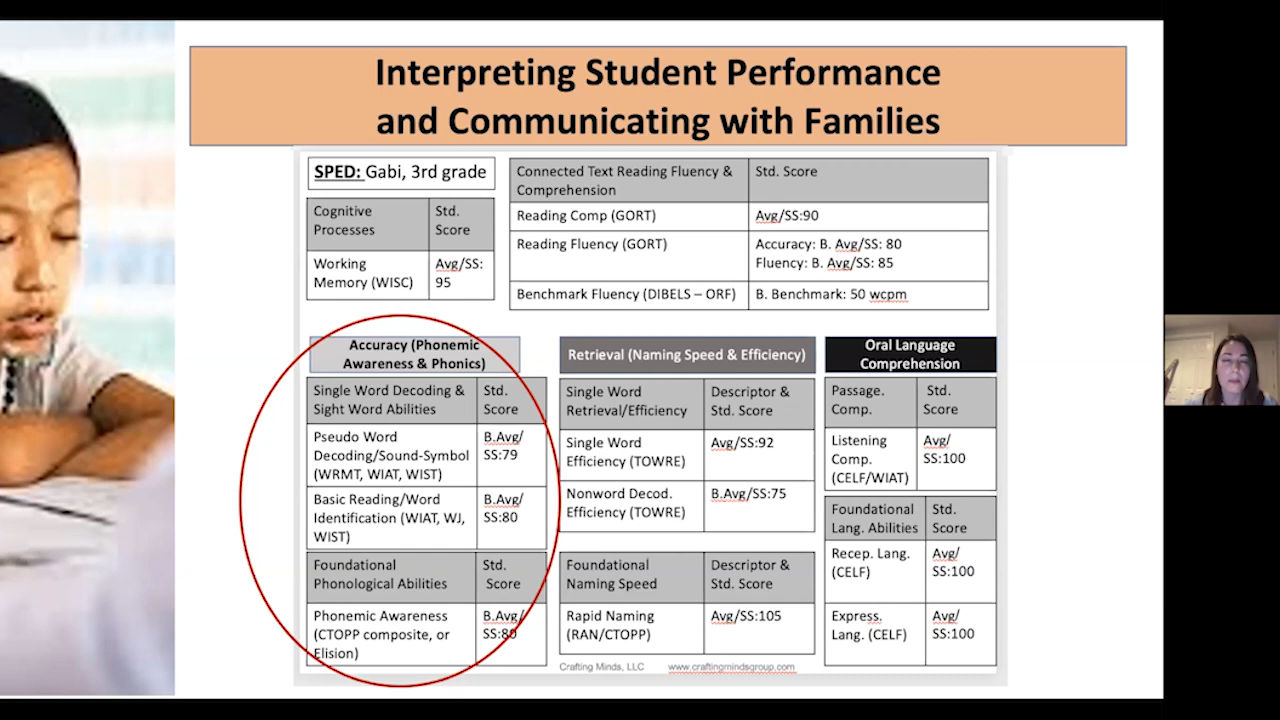 Interpreting Student Performance
and Communicating with Families
SPED: Gabi, 3rd grade
Cognitive
Processes
Std.
Score
Working
Memory (WISC)
Avg/SS:
95
Connected Text Reading Fluency &
Comprehension
Std. Score
Reading Comp (GORT)
Avg/SS:90
Reading Fluency (GORT)
Accuracy: B. Avg/SS: 80
Fluency: B. Avg/SS: 85
Benchmark Fluency (DIBELS – ORF)
B. Benchmark: 50 wcpm
Accuracy (Phonemic
Awareness & Phonics)
Single Word Decoding &
Sight Word Abilities
Std.
Score
Pseudo Word
Decoding/Sound-Symbol
(WRMT, WIAT, WIST)
B.Avg/
SS:79
Basic Reading/Word
Identification (WIAT, WJ,
WIST)
B.Avg/
SS:80
Foundational
Phonological Abilities
Std.
Score
Phonemic Awareness
(CTOPP composite, or
Elision)
B.Avg/
SS:80
Retrieval (Naming Speed & Efficiency)
Single Word
Retrieval/Efficiency
Descriptor &
Std. Score
Single Word
Efficiency (TOWRE)
Avg/SS:92
Nonword Decod.
Efficiency (TOWRE)
B.Avg/SS:75
Foundational
Naming Speed
Descriptor &
Std. Score
Rapid Naming
(RAN/CTOPP)
Avg/SS:105
Oral Language
Comprehension
Passage.
Comp.
Std.
Score
Listening
Comp.
(CELF/WIAT)
Avg/
SS:100
Foundational
Lang. Abilities
Std.
Score
Recep. Lang.
(CELF)
Avg/
SS:100
Express.
Lang. (CELF)
Avg/
SS:100
Crafting Minds, LLC
www.craftingmindsgroup.com